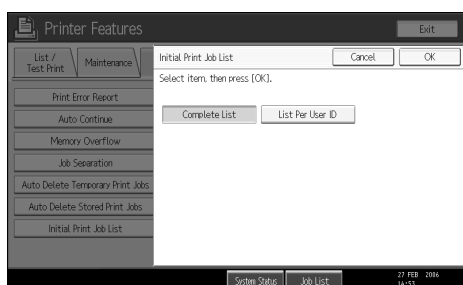 Printer Features
Exit
List /
Test Print
Maintenance
Initial Print Job List
Cancel
OK
Select item, then press [OK].
Complete List
List Per User ID
Print Error Report
Auto Continue
Memory Overflow
Job Separation
Auto Delete Temporary Print Jobs
Auto Delete Stored Print Jobs
Initial Print Job List
System Status
Job List
27 FEB 2006
14:53